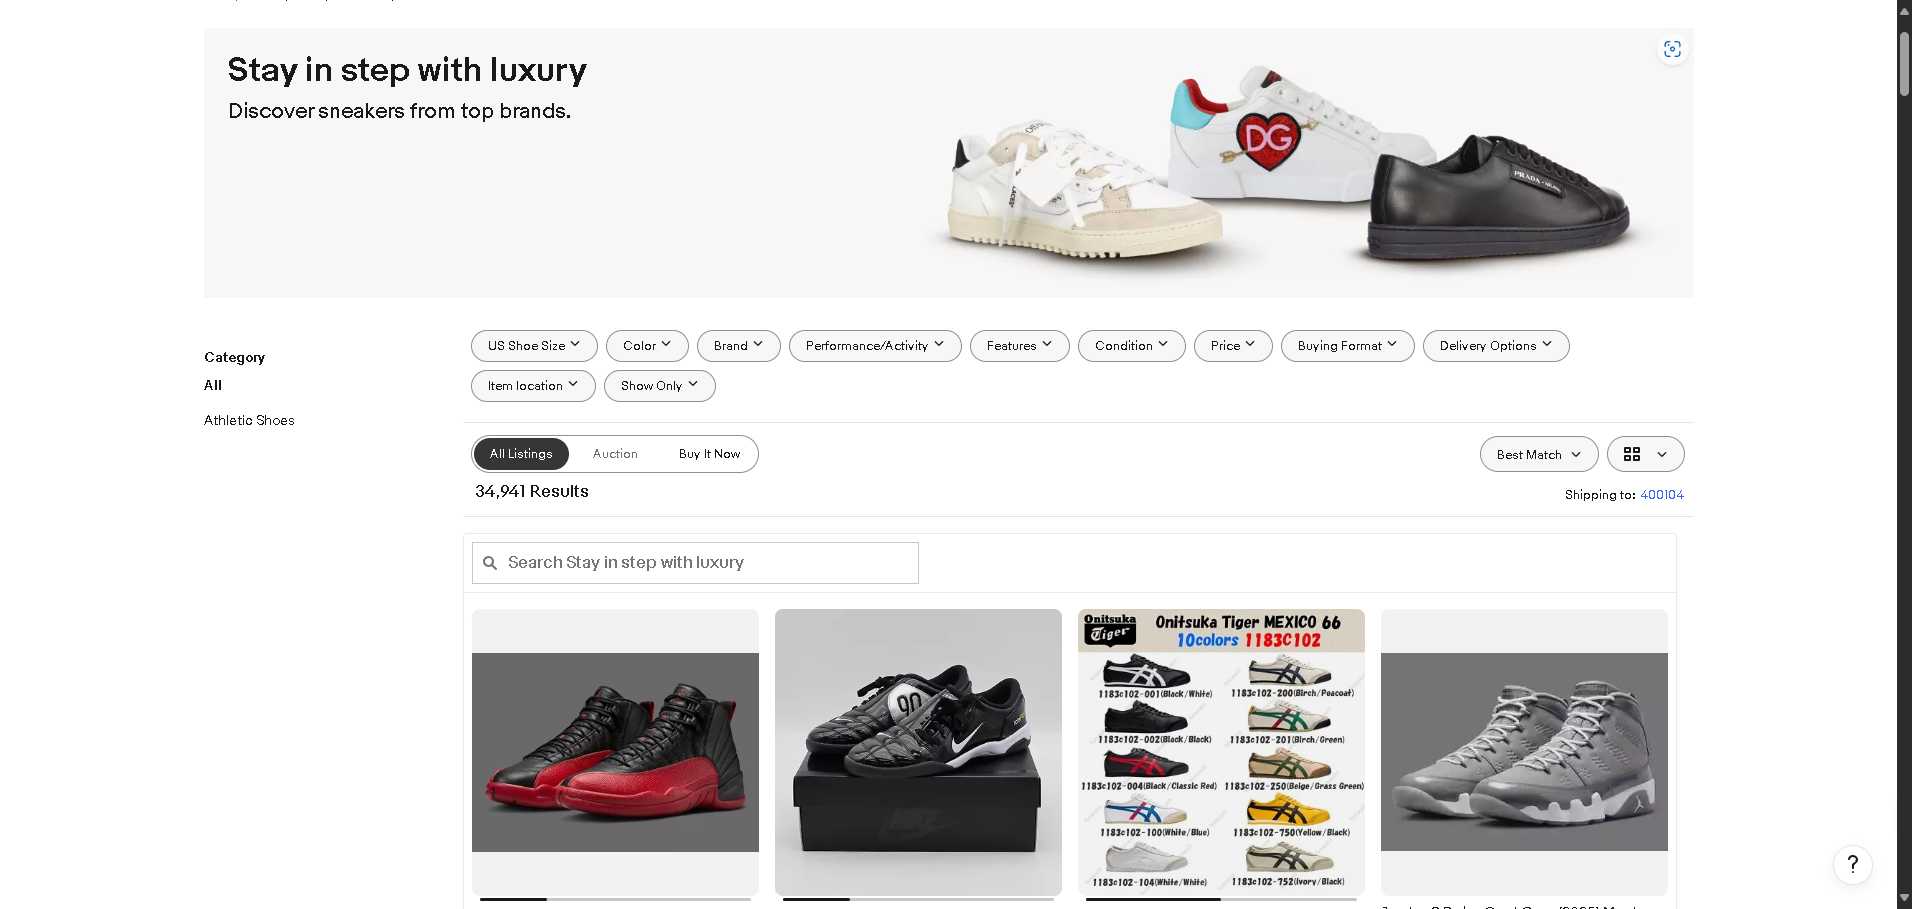 Stay in step with luxury
Discover sneakers from top brands.
DG
PRADA
Category
All
Athletic Shoes
US Shoe Size
Color
Brand
Performance/Activity
Features
Condition
Price
Buying Format
Delivery Options
Item location
Show Only
All Listings
Auction
Buy It Now
Best Match
34,941 Results
Shipping to: 400104
Search Stay in step with luxury
90
Onitsuka Tiger
Onitsuka Tiger MEXICO 66
10colors 1183C102
1183c102-001(Black/White)
1183c102-200(Birch/Peacoat)
1183c102-002(Black/Black)
1183c102-201(Birch/Green)
1183c102-004(Black/Classic Red)
1183c102-250(Beige/Grass Green)
1183c102-100(White/Blue)
1183c102-750(Yellow/Black)
1183c102-104(White/White)
1183c102-752(Ivory/Black)
?